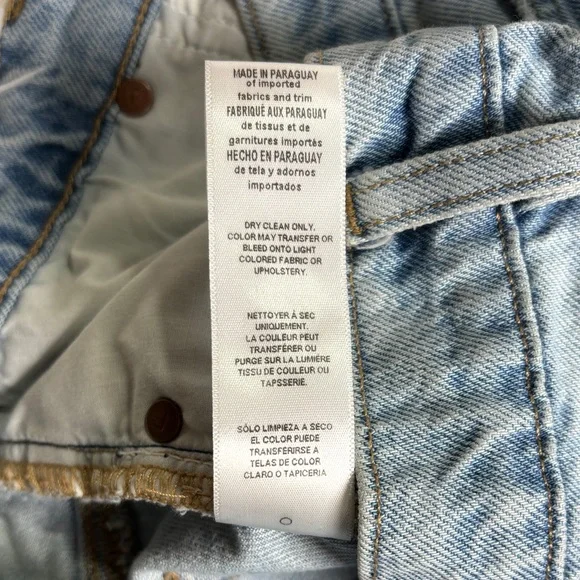 MADE IN PARAGUAY
of imported
fabrics and trim
FABRIQUÉ AUX PARAGUAY
de tissus et de
garnitures importés
HECHO EN PARAGUAY
de tela y adornos
importados
DRY CLEAN ONLY.
COLOR MAY TRANSFER OR
BLEED ONTO LIGHT
COLORED FABRIC OR
UPHOLSTERY.
NETTOYER À SEC
UNIQUEMENT.
LA COULEUR PEUT
TRANSFÉRER OU
PURGE SUR LA LUMIÈRE
TISSU DE COULEUR OU
TAPSSERIE.
SÓLO LIMPIEZA A SECO
EL COLOR PUEDE
TRANSFERIRSE A
TELAS DE COLOR
CLARO O TAPICERIA